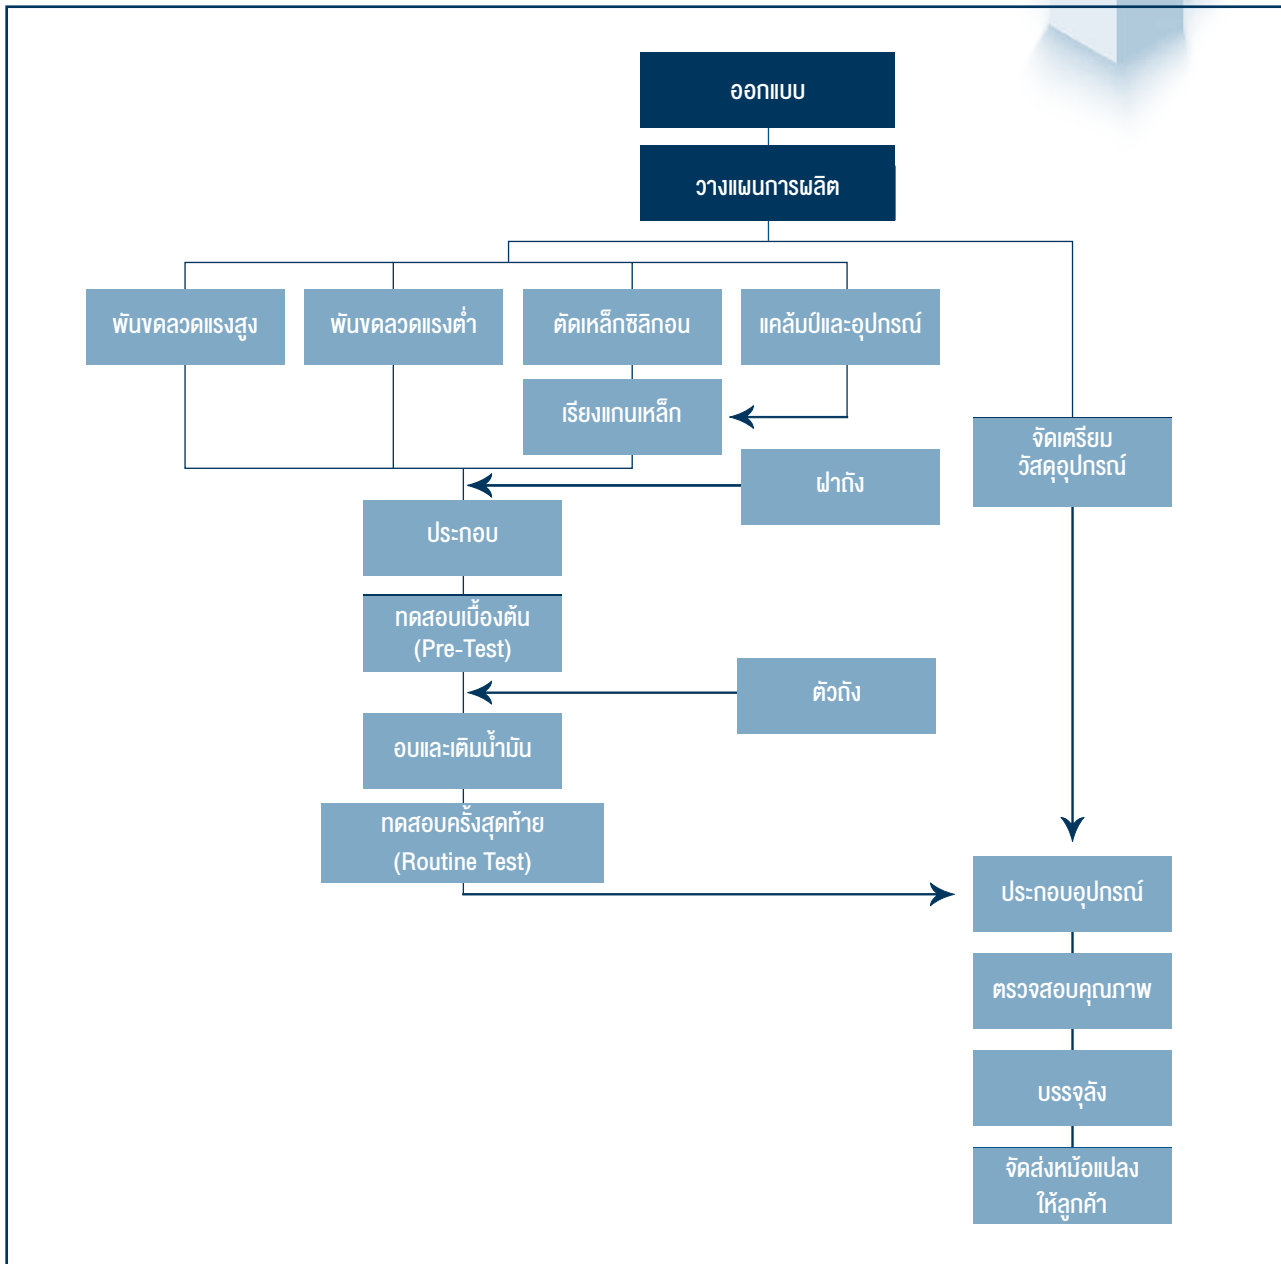 ออกแบบ
วางแผนการผลิต
พันขดลวดแรงสูง
พันขดลวดแรงต่ำ
ตัดเหล็กซิลิกอน
แคล้มป์และอุปกรณ์
เรียงแกนเหล็ก
จัดเตรียม
วัสดุอุปกรณ์
ฝาถัง
ประกอบ
ทดสอบเบื้องต้น
(Pre-Test)
ตัวถัง
อบและเติมน้ำมัน
ทดสอบครั้งสุดท้าย
(Routine Test)
ประกอบอุปกรณ์
ตรวจสอบคุณภาพ
บรรจุลัง
จัดส่งหม้อแปลง
ให้ลูกค้า